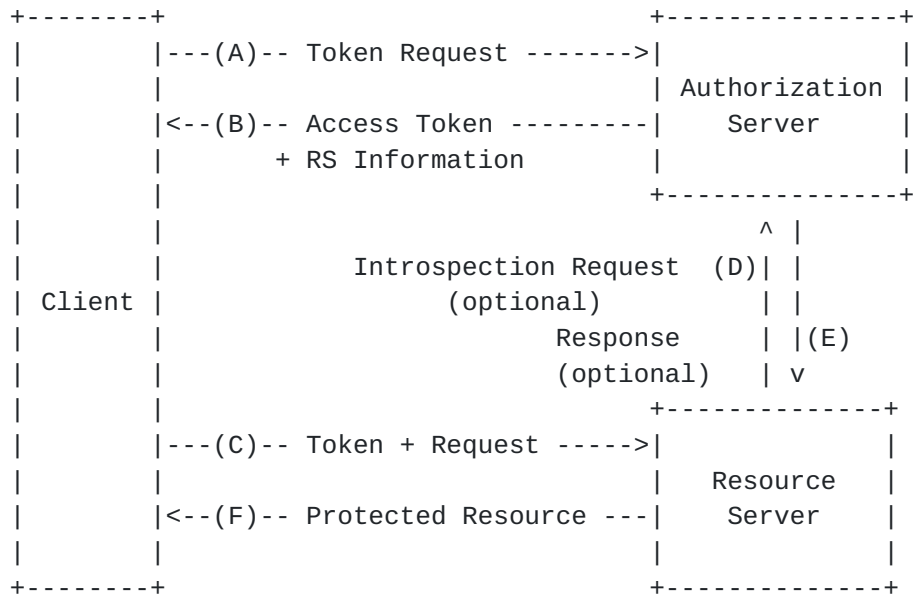 +--------+                               +---------------+
|        |---(A)-- Token Request ------->|               |
|        |                               | Authorization |
|        |<--(B)-- Access Token ---------|    Server     |
|        |       + RS Information        |               |
|        |                               +---------------+
|        |                                      ^ |
|        |            Introspection Request  (D)| |
| Client |                  (optional)          | |
|        |                         Response     | |(E)
|        |                         (optional)   | v
|        |                               +--------------+
|        |---(C)-- Token + Request ----->|              |
|        |                               |   Resource   |
|        |<--(F)-- Protected Resource ---|    Server    |
|        |                               |              |
+--------+                               +--------------+